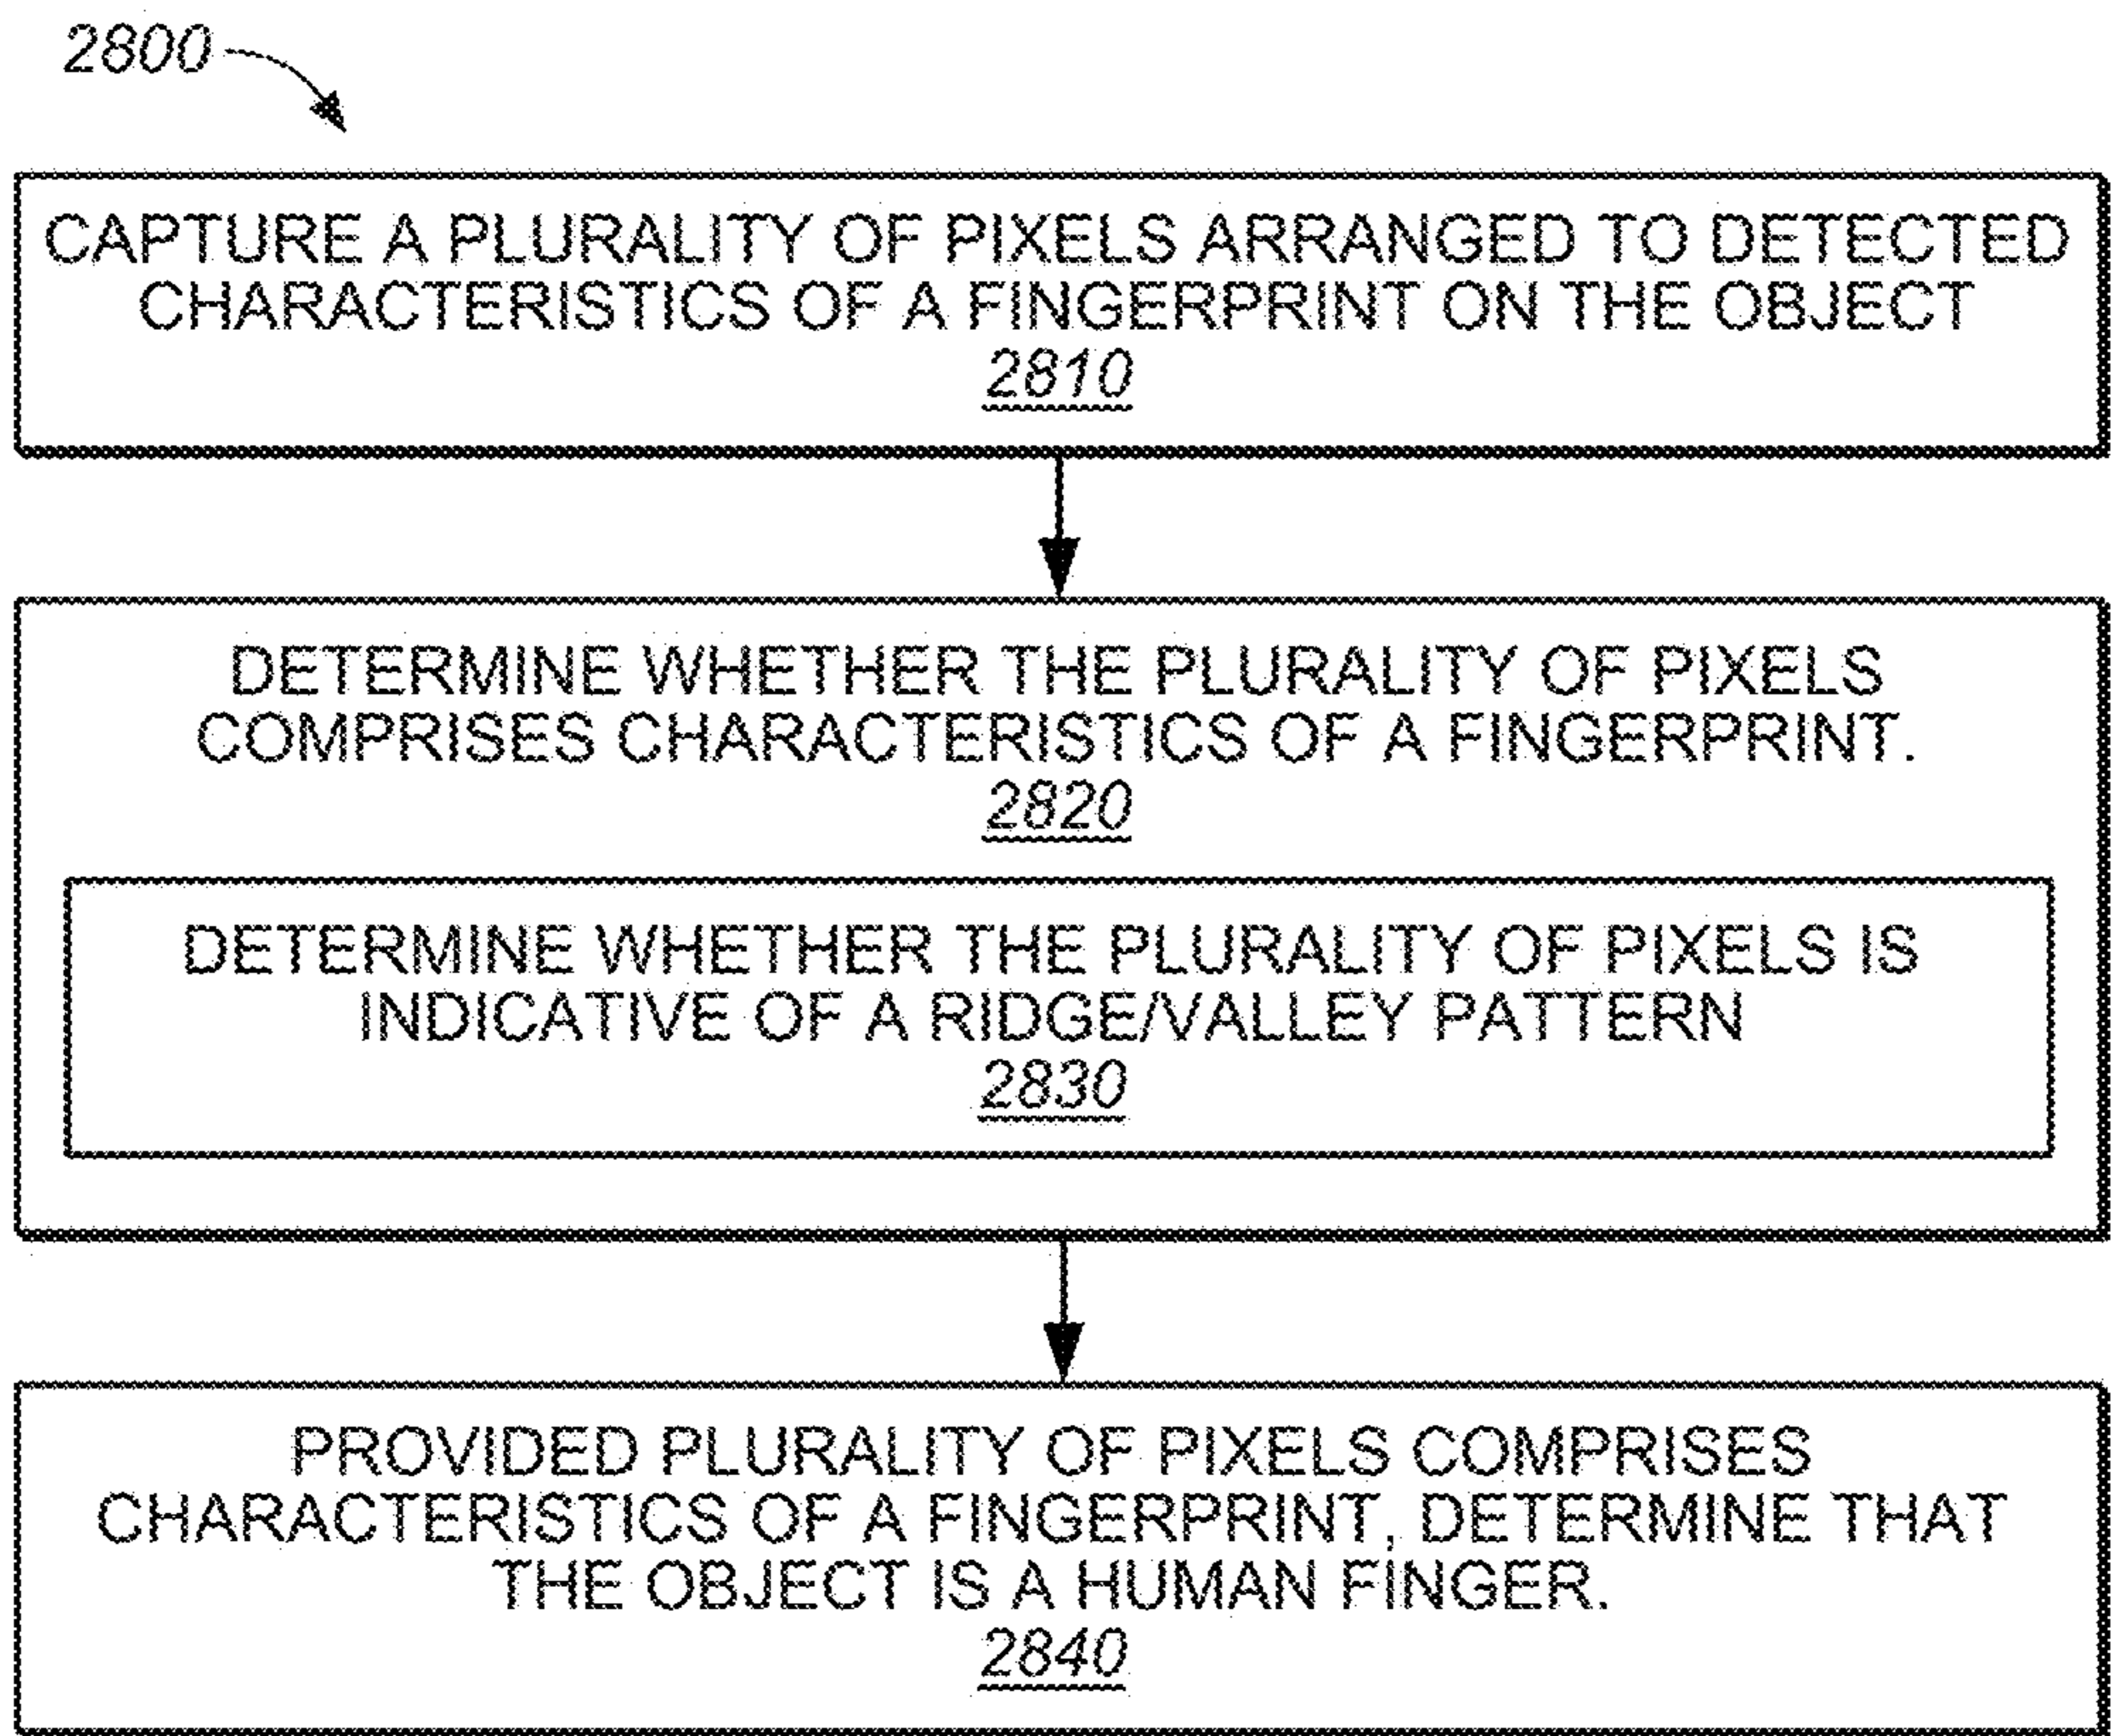 2800
CAPTURE A PLURALITY OF PIXELS ARRANGED TO DETECTED
CHARACTERISTICS OF A FINGERPRINT ON THE OBJECT
2810
DETERMINE WHETHER THE PLURALITY OF PIXELS
COMPRISES CHARACTERISTICS OF A FINGERPRINT.
2820
DETERMINE WHETHER THE PLURALITY OF PIXELS IS
INDICATIVE OF A RIDGE/VALLEY PATTERN
2830
PROVIDED PLURALITY OF PIXELS COMPRISES
CHARACTERISTICS OF A FINGERPRINT, DETERMINE THAT
THE OBJECT IS A HUMAN FINGER.
2840